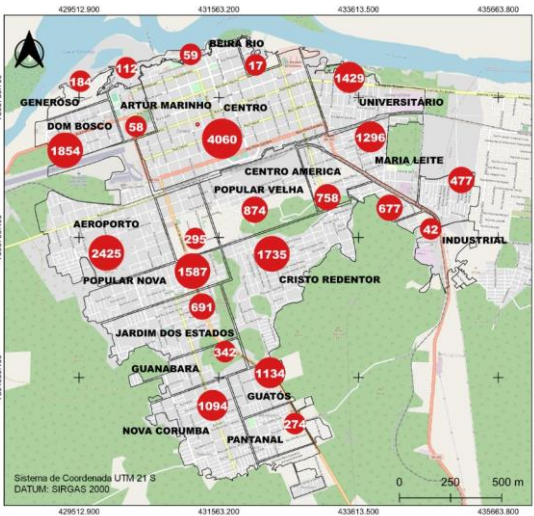 429512.900 431563.200 433613.500 435663.800
59
BEIRA RIO
17
112
184
1429
GENEROSO
ARTUR MARINHO
CENTRO
UNIVERSITÁRIO
DOM BOSCO
58
4060
1296
1854
MARIA LEITE
CENTRO AMERICA
477
POPULAR VELHA
758
677
874
AEROPORTO
42
295
INDUSTRIAL
2425
1735
1587
POPULAR NOVA
CRISTO REDENTOR
691
JARDIM DOS ESTADOS
342
GUANABARA
1134
GUATÓS
1094
274
NOVA CORUMBA
PANTANAL
Sistema de Coordenada UTM 21 S
DATUM: SIRGAS 2000
0 250 500 m
429512.900 431563.200 433613.500 435663.800